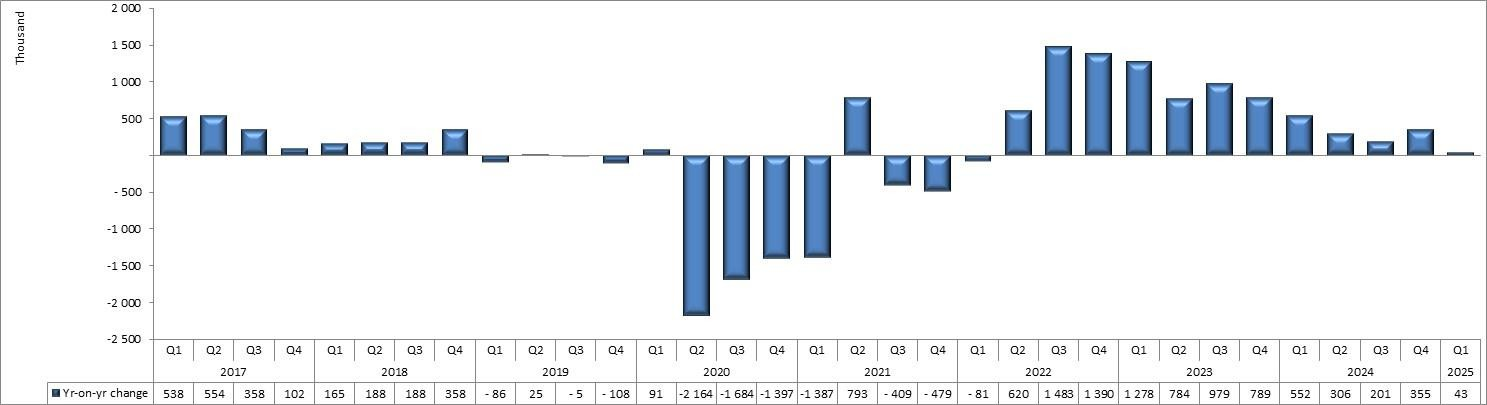 Thousand
2 000
1 500
1 000
500
- 500
-1 000
-1 500
-2 000
-2 500
Q1 Q2 Q3 Q4 Q1 Q2 Q3 Q4 Q1 Q2 Q3 Q4 Q1 Q2 Q3 Q4 Q1 Q2 Q3 Q4 Q1 Q2 Q3 Q4 Q1 Q2 Q3 Q4 Q1 Q2 Q3 Q4 Q1
2017 2018 2019 2020 2021 2022 2023 2024 2025
Yr-on-yr change 538 554 358 102 165 188 188 358 - 86 25 - 5 - 108 91 -2 164 -1 684 -1 397 -1 387 793 - 409 - 479 - 81 620 1 483 1 390 1 278 784 979 789 552 306 201 355 43